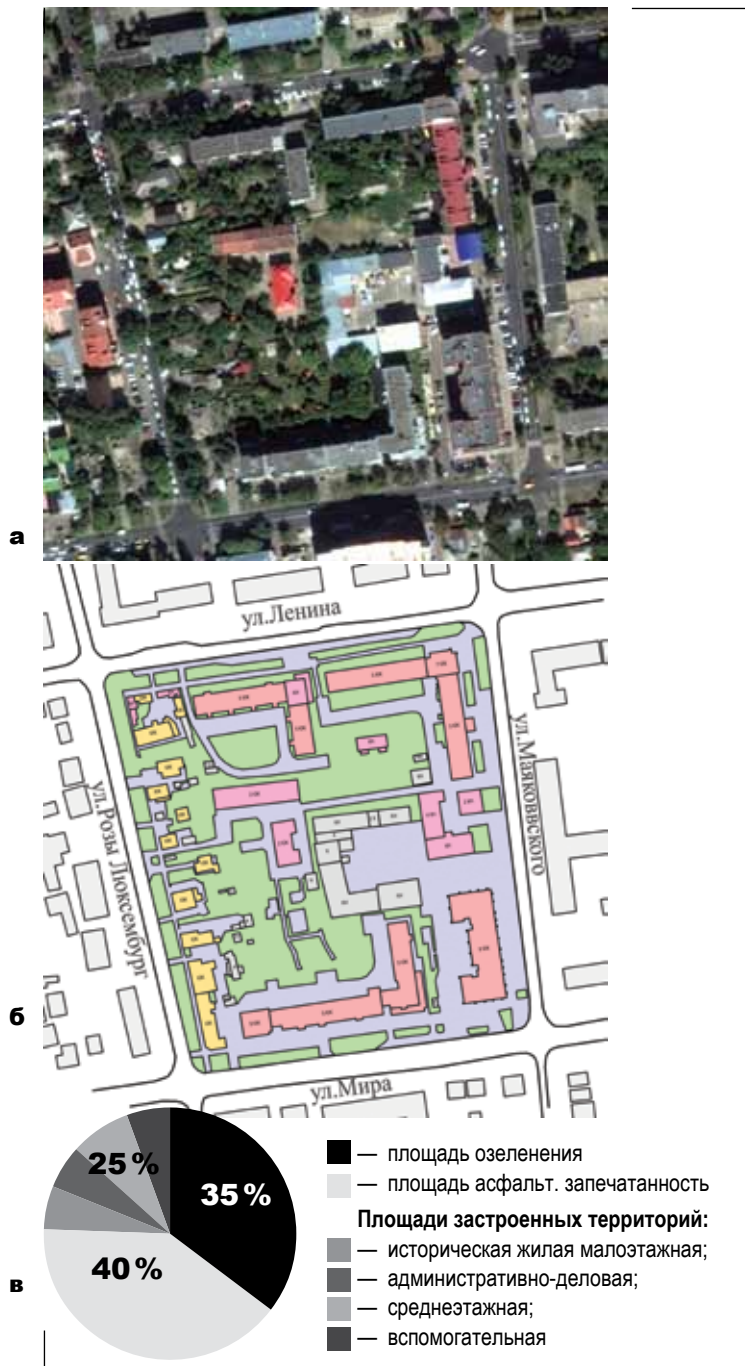 а
ул.Ленина
ул.Розы Люксембург
ул.Маяковвского
б
ул.Мира
25 %
35 %
40 %
в
— площадь озеленения
— площадь асфальт. запечатанность
Площади застроенных территорий:
— историческая жилая малоэтажная;
— административно-деловая;
— среднеэтажная;
— вспомогательная